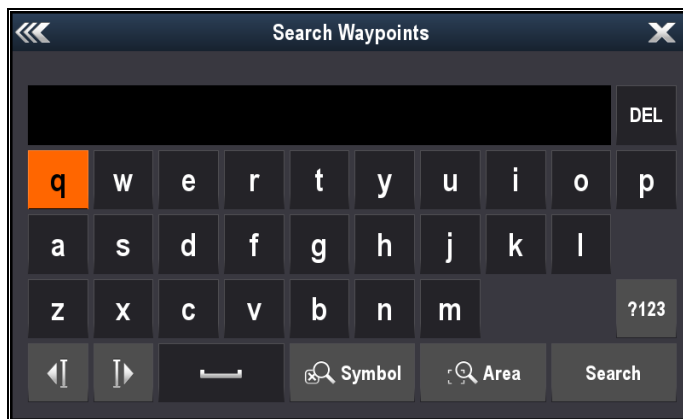 Search Waypoints
DEL
q w e r t y u i o p
a s d f g h j k l
z x c v b n m ?123
Symbol Area Search